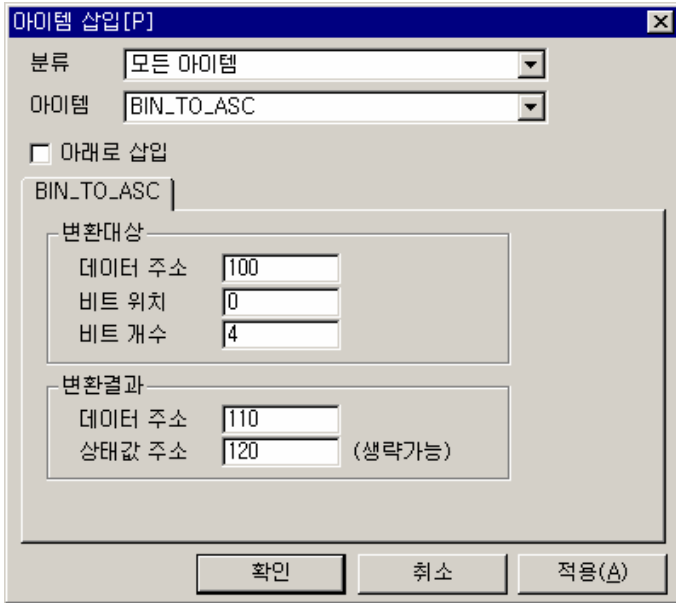 아이템 삽입[P]
분류 모든 아이템
아이템 BIN_TO_ASC
아래로 삽입
BIN_TO_ASC
변환대상
데이터 주소 100
비트 위치 0
비트 개수 4
변환결과
데이터 주소 110
상태값 주소 120 (생략가능)
확인 취소 적용(A)